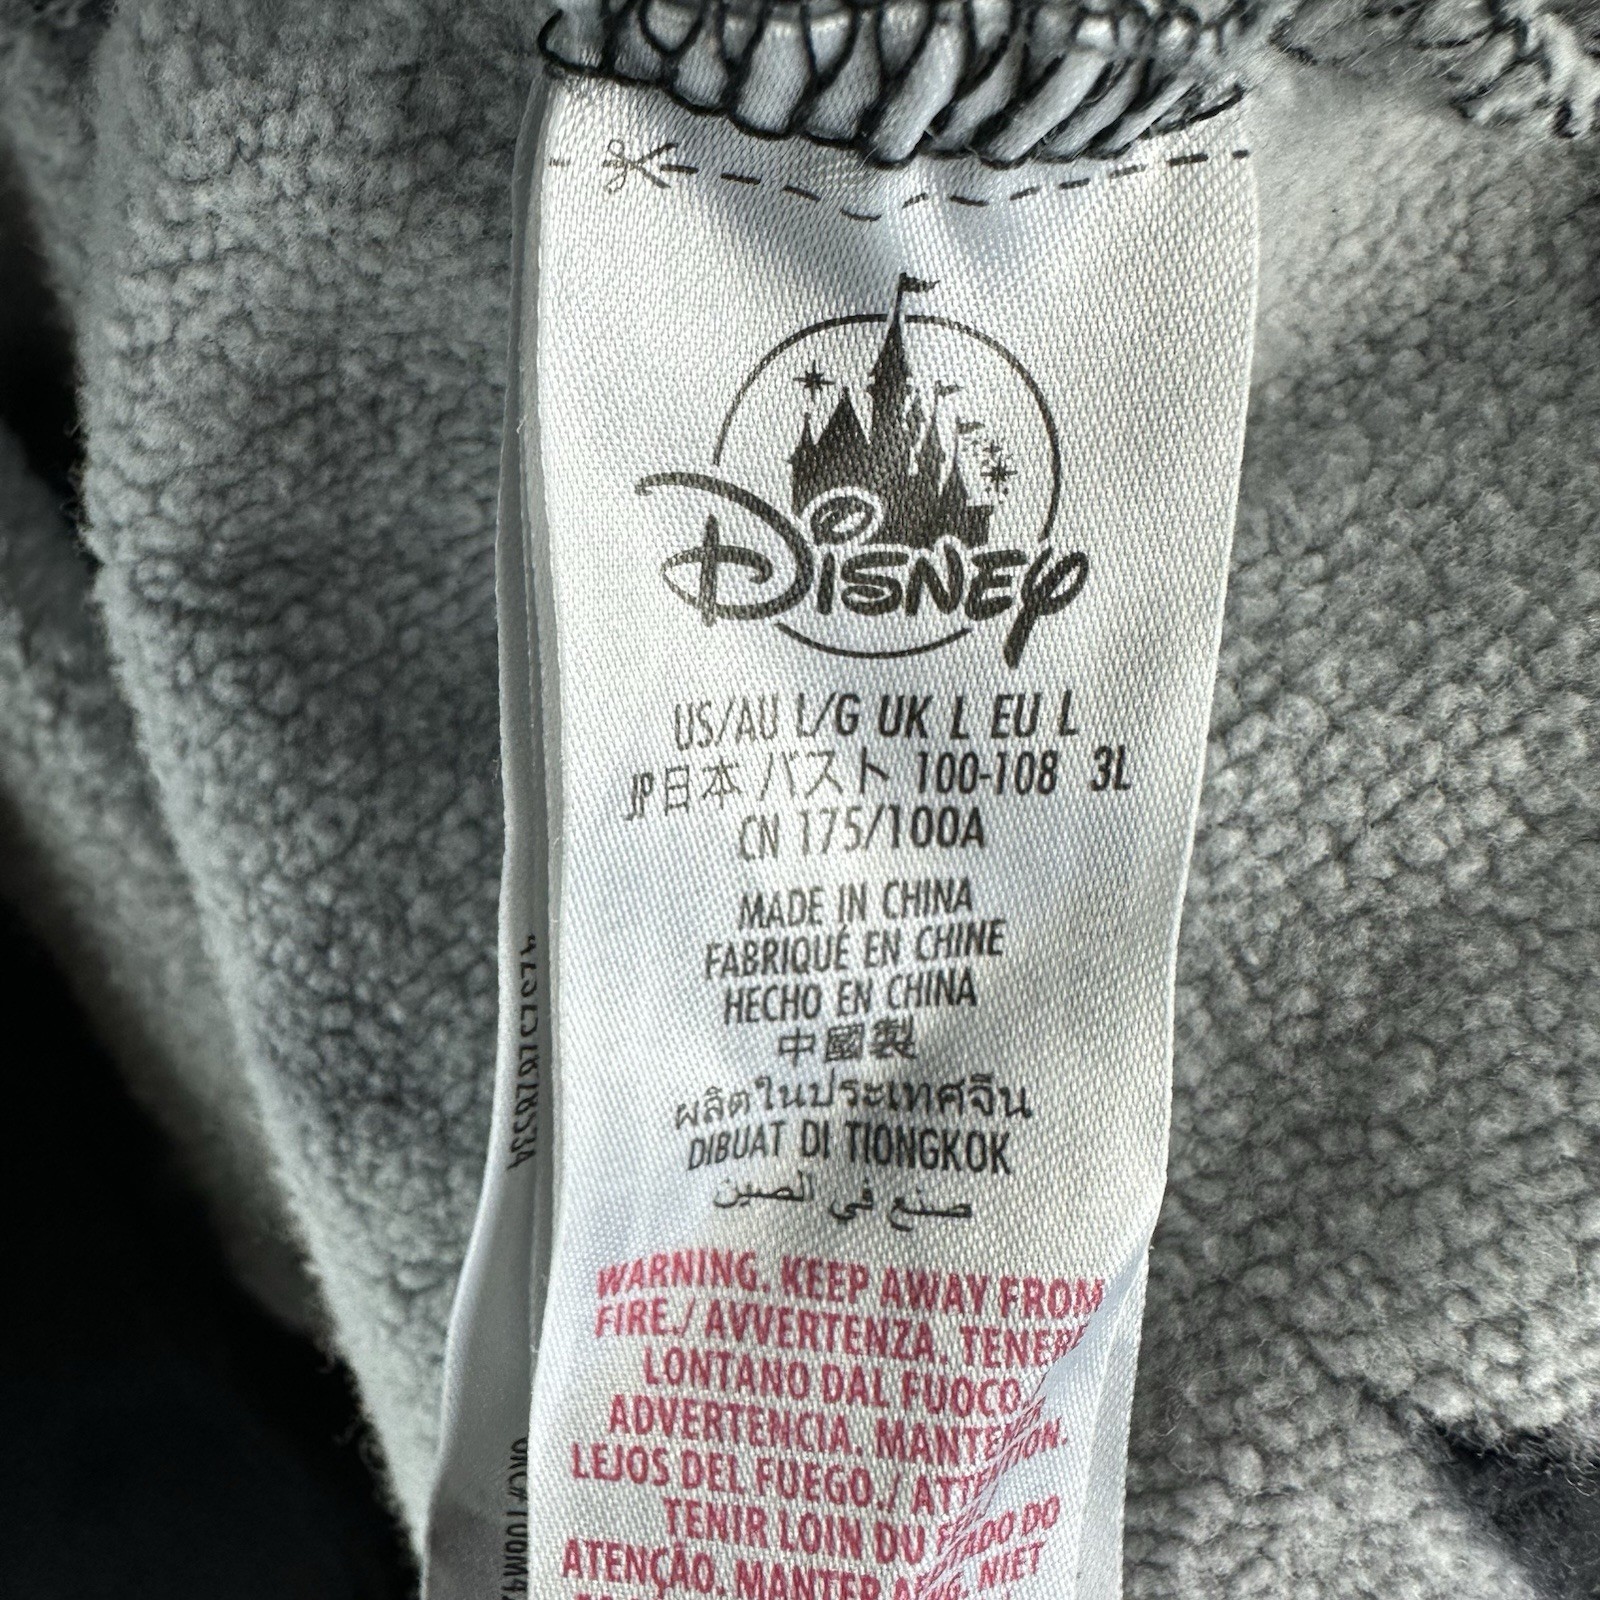 Disney
US/AU L/G UK L EU L
JP日本 バスト 100-108 3L
CN 175/100A
MADE IN CHINA
FABRIQUÉ EN CHINE
HECHO EN CHINA
中國製
ผลิตในประเทศจีน
DIBUAT DI TIONGKOK
صنع في الصين
WARNING. KEEP AWAY FROM
FIRE./ AVVERTENZA. TENERE
LONTANO DAL FUOCO.
ADVERTENCIA.
LEJOS DEL FUEGO./
TENIR LOIN DU
ATENÇÃO. MANTER NIET